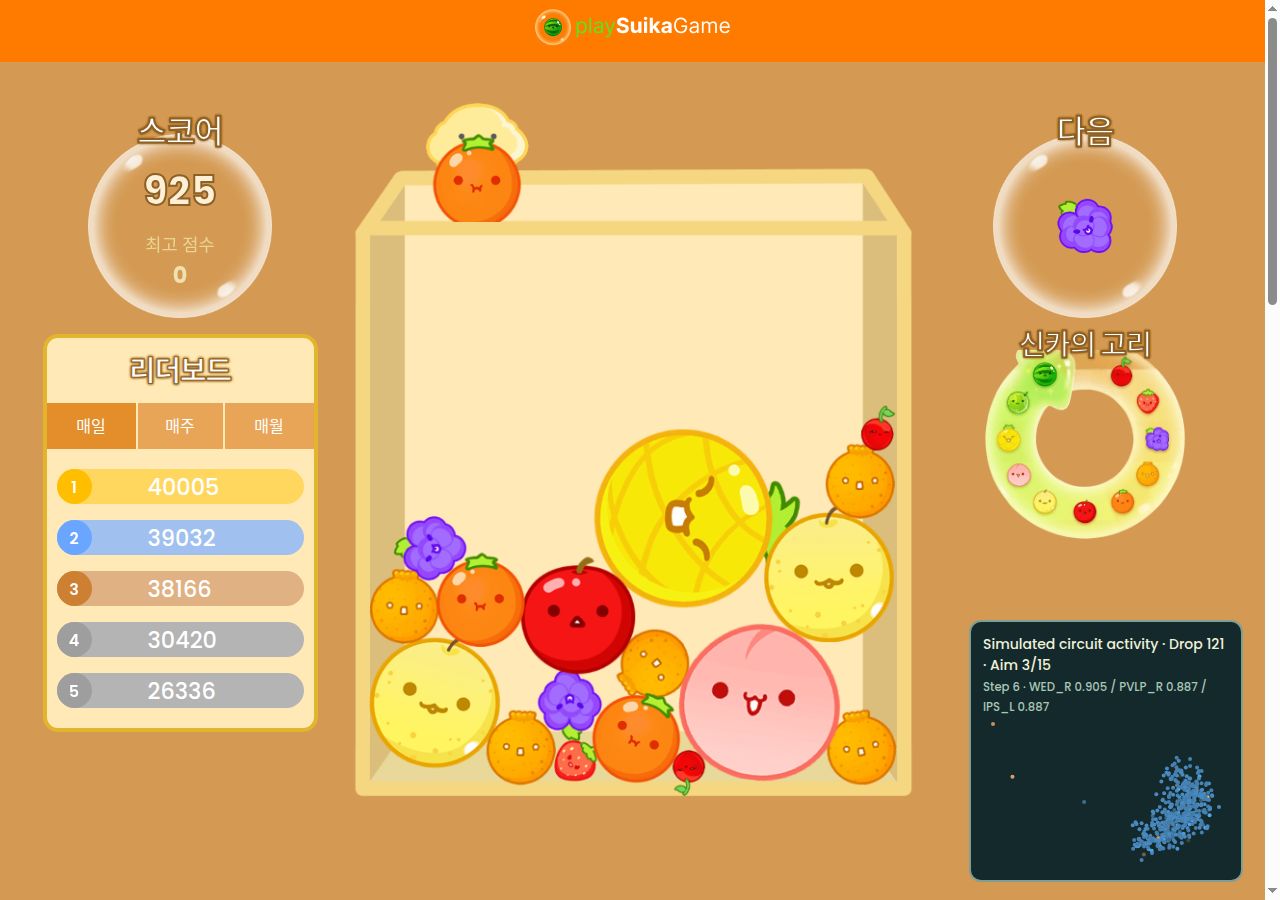 playSuikaGame
스코어
925
최고 점수
0
다음
신카의 고리
리더보드
매일 매주 매월
1 40005
2 39032
3 38166
4 30420
5 26336
Simulated circuit activity · Drop 121
· Aim 3/15
Step 6 · WED_R 0.905 / PVLP_R 0.887 /
IPS_L 0.887